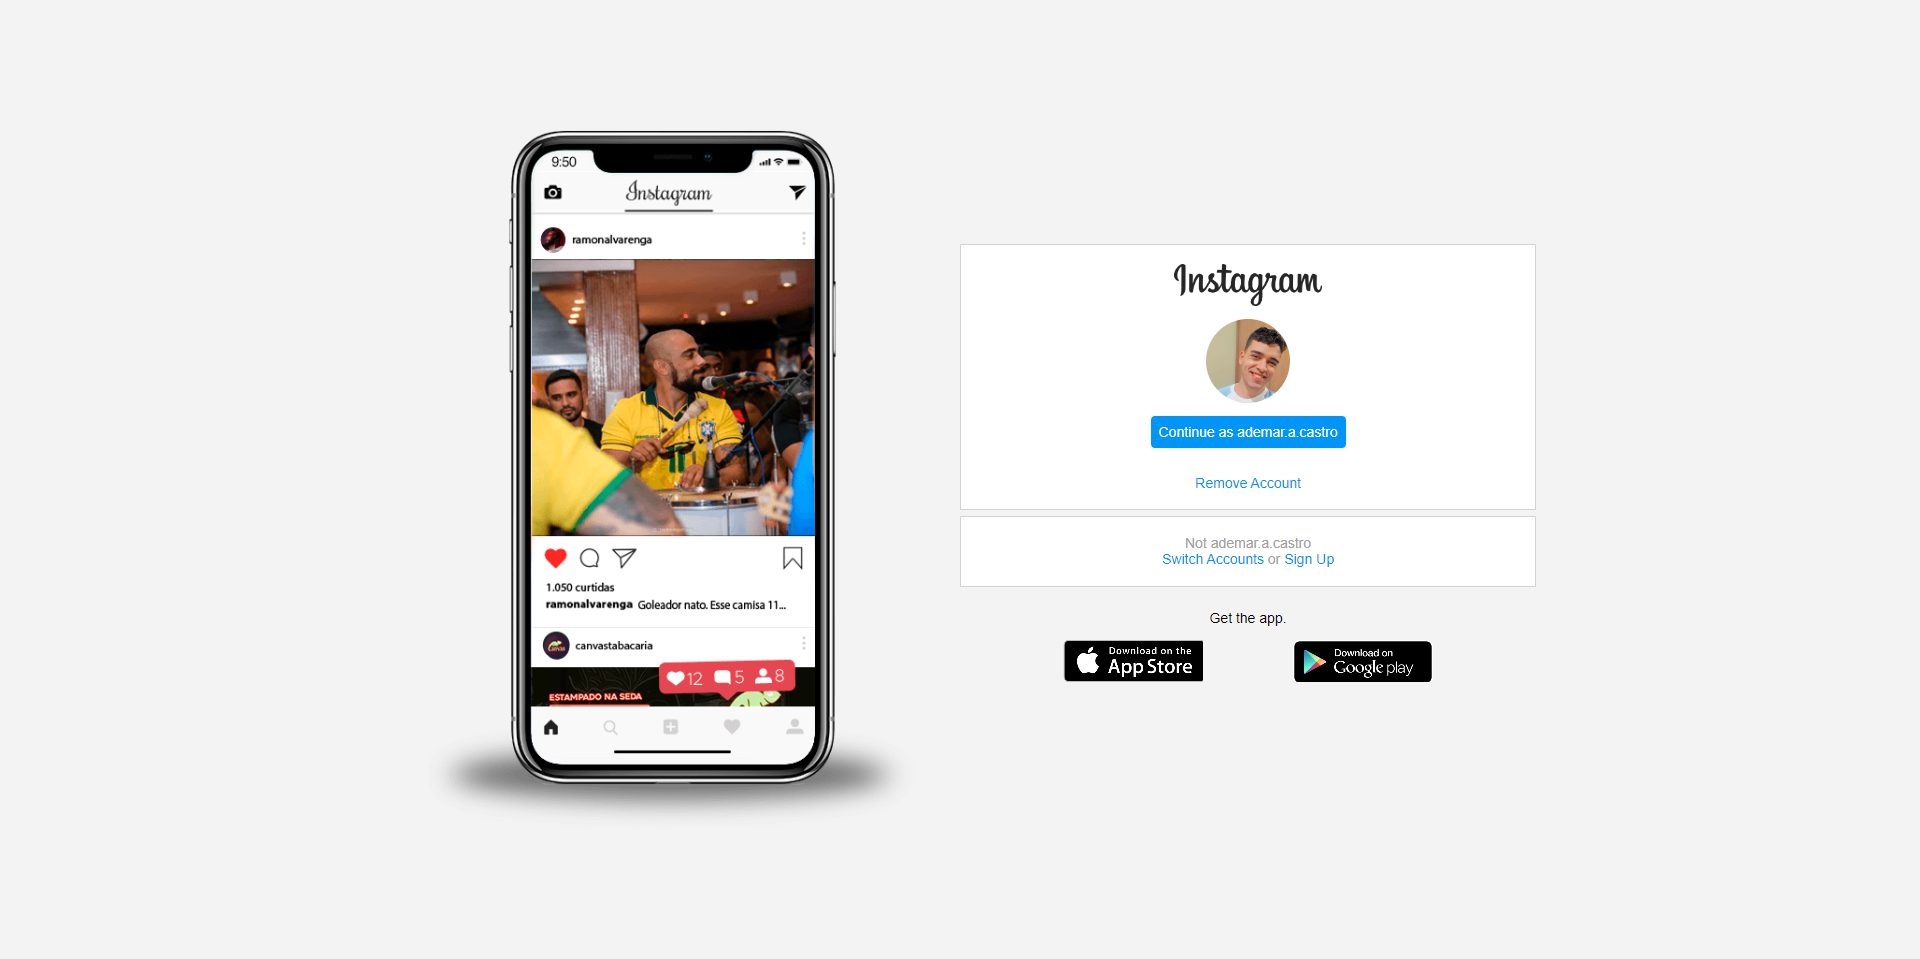 9:50
Instagram
ramonalvarenga
1.050 curtidas
ramonalvarenga Goleador nato. Esse camisa 11...
canvastabacaria
12 5 8
ESTAMPADO NA SEDA
Instagram
Continue as ademar.a.castro
Remove Account
Not ademar.a.castro
Switch Accounts or Sign Up
Get the app.
Download on the
App Store
Download on
Google play